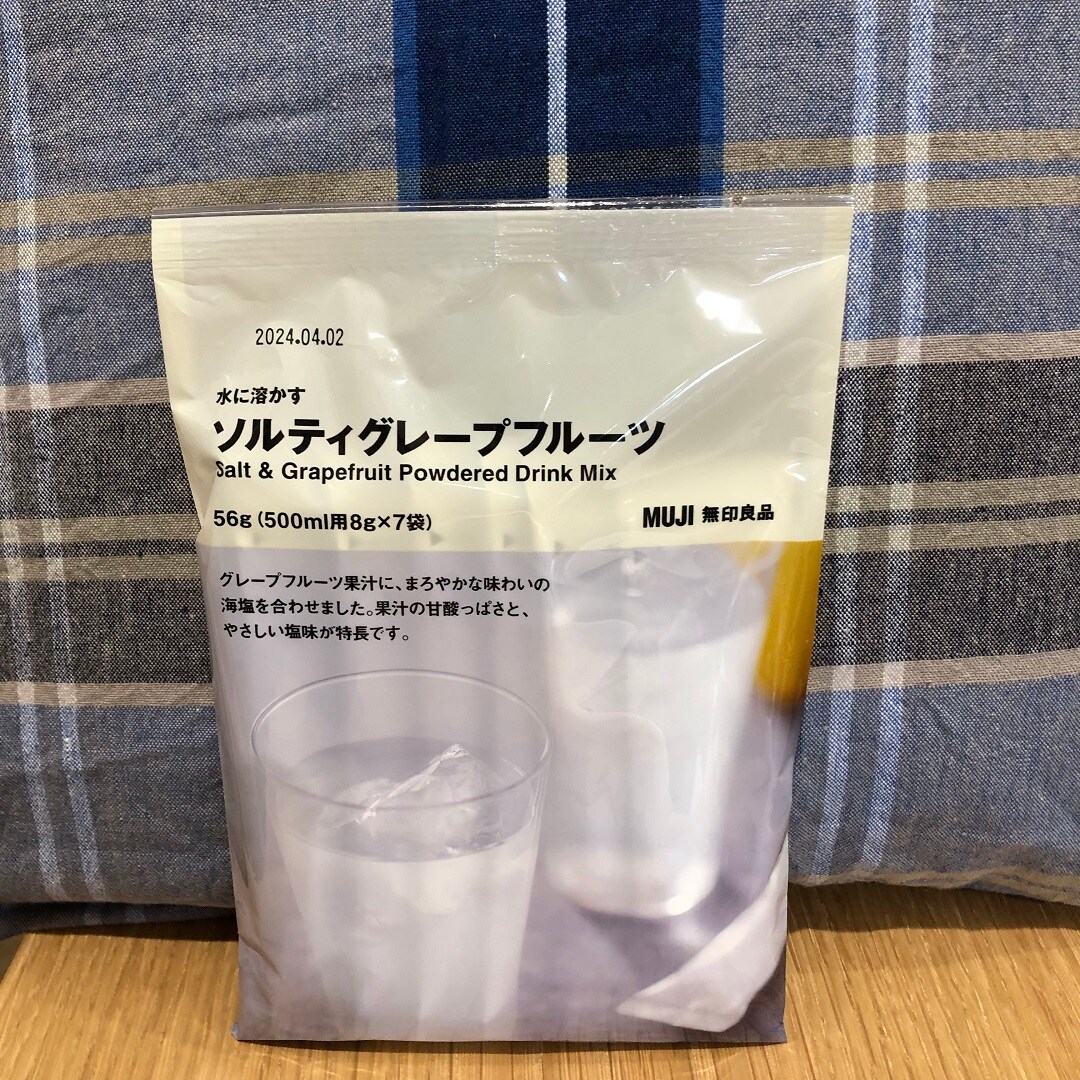 2024.04.02
水に溶かす
ソルティグレープフルーツ
Salt & Grapefruit Powdered Drink Mix
56g（500ml用8g×7袋）
MUJI 無印良品
グレープフルーツ果汁に、まろやかな味わいの
海塩を合わせました。果汁の甘酸っぱさと、
やさしい塩味が特長です。